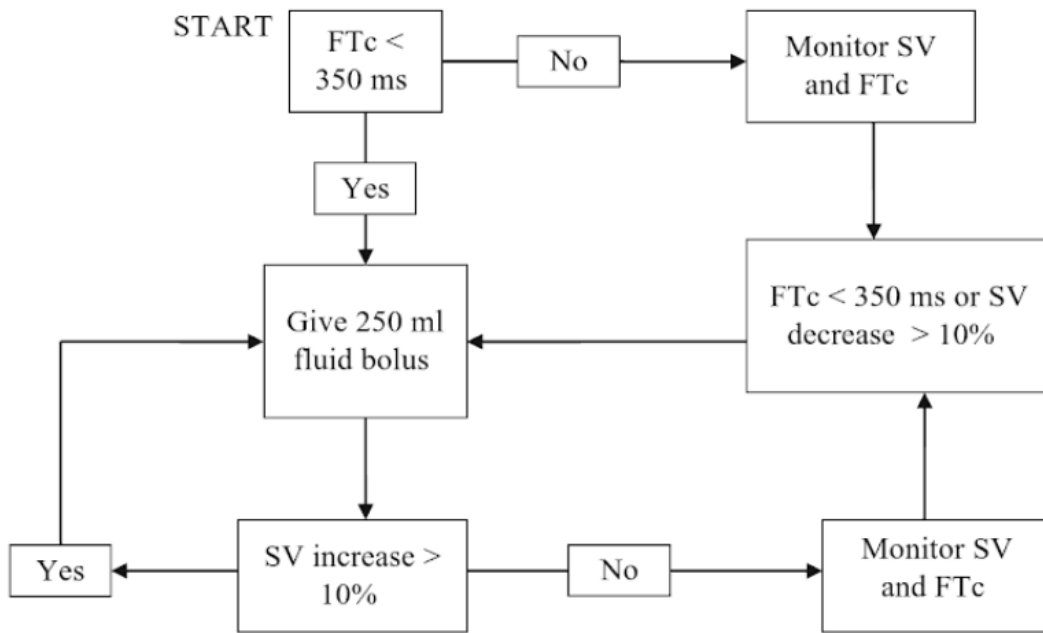 START
FTc <
350 ms
No
Monitor SV
and FTc
Yes
Give 250 ml
fluid bolus
FTc < 350 ms or SV
decrease > 10%
Yes
SV increase >
10%
No
Monitor SV
and FTc